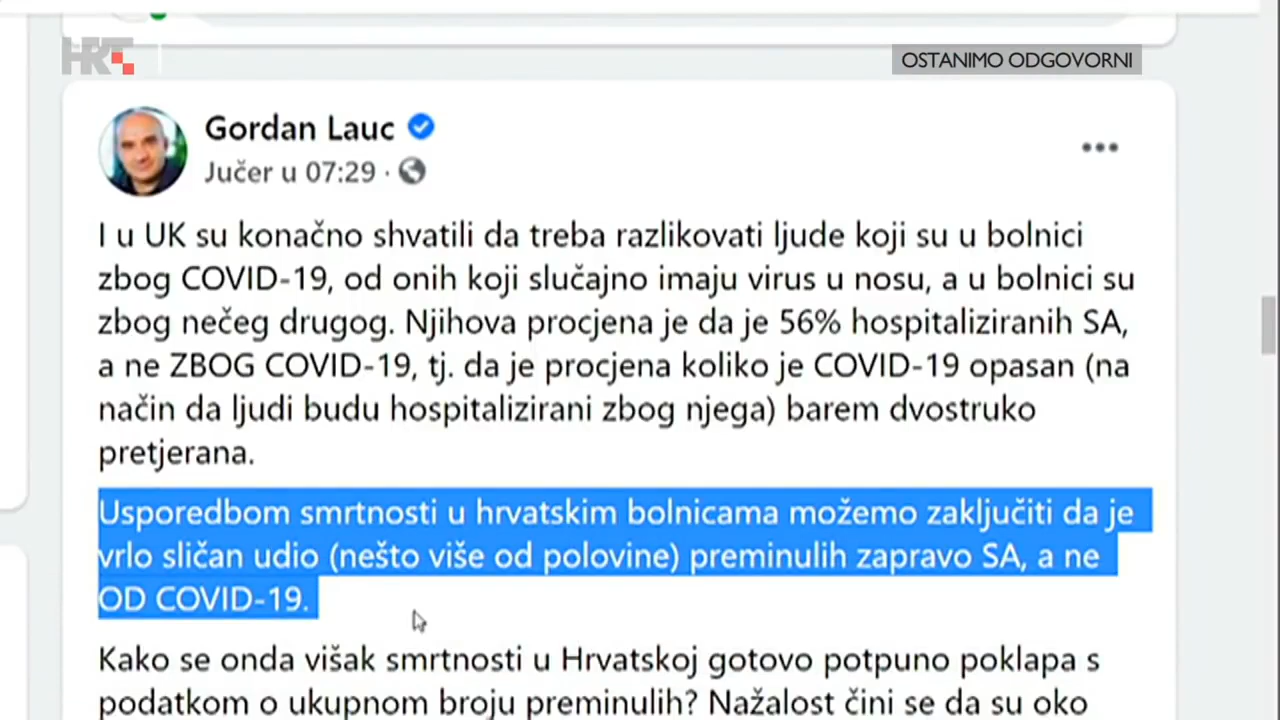 HRT
OSTANIMO ODGOVORNI
Gordan Lauc
Jučer u 07:29 ·
I u UK su konačno shvatili da treba razlikovati ljude koji su u bolnici
zbog COVID-19, od onih koji slučajno imaju virus u nosu, a u bolnici su
zbog nečeg drugog. Njihova procjena je da je 56% hospitaliziranih SA,
a ne ZBOG COVID-19, tj. da je procjena koliko je COVID-19 opasan (na
način da ljudi budu hospitalizirani zbog njega) barem dvostruko
pretjerana.
Usporedbom smrtnosti u hrvatskim bolnicama možemo zaključiti da je
vrlo sličan udio (nešto više od polovine) preminulih zapravo SA, a ne
OD COVID-19.
Kako se onda višak smrtnosti u Hrvatskoj gotovo potpuno poklapa s
podatkom o ukupnom broju preminulih? Nažalost čini se da su oko